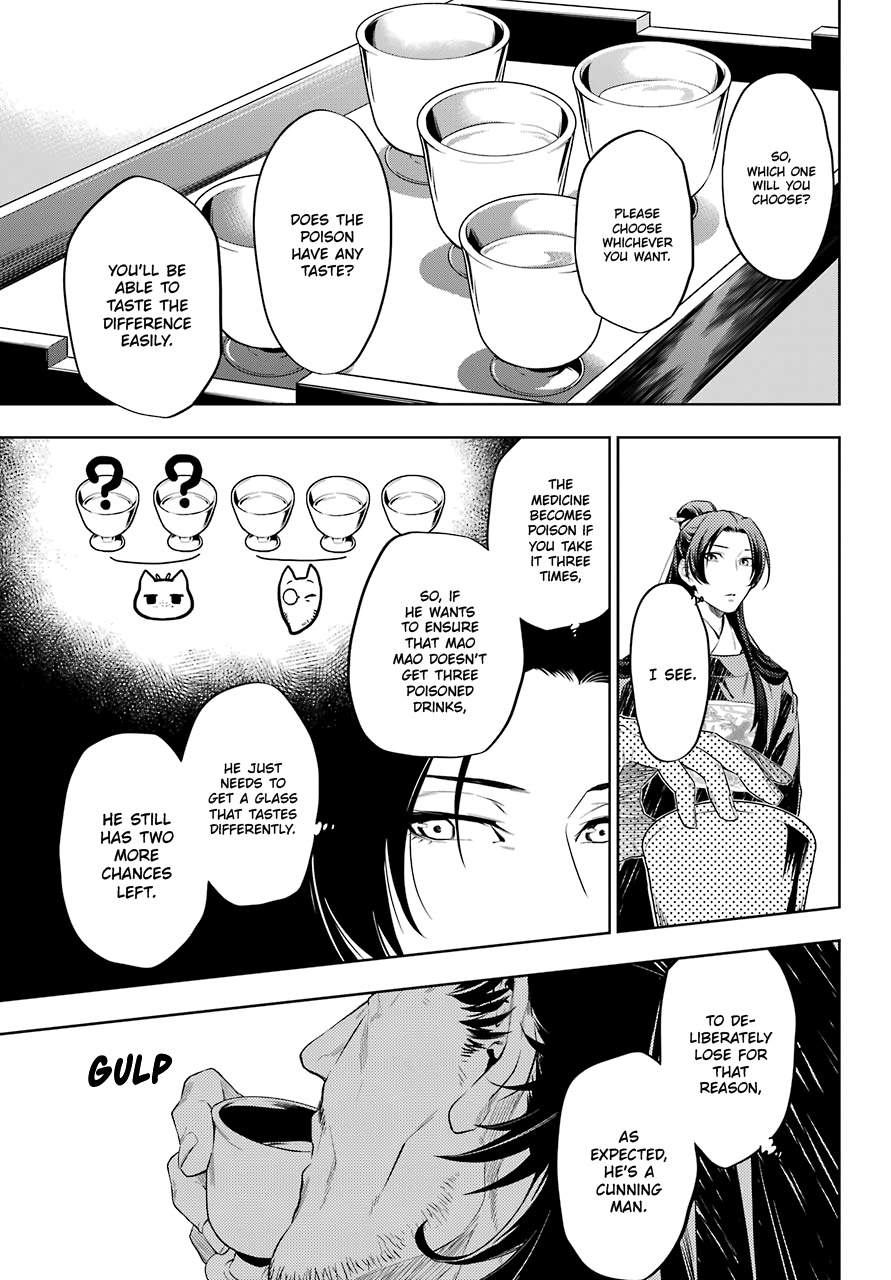 SO,
WHICH ONE
WILL YOU
CHOOSE?
PLEASE
CHOOSE
WHICHEVER
YOU WANT.
DOES THE
POISON
HAVE ANY
TASTE?
YOU'LL BE
ABLE TO
TASTE THE
DIFFERENCE
EASILY.
I SEE.
THE
MEDICINE
BECOMES
POISON IF
YOU TAKE
IT THREE
TIMES,
SO, IF
HE WANTS
TO ENSURE
THAT MAO
MAO DOESN'T
GET THREE
POISONED
DRINKS,
? ?
HE JUST
NEEDS TO
GET A GLASS
THAT TASTES
DIFFERENTLY.
HE STILL
HAS TWO
MORE
CHANCES
LEFT.
TO DE-
LIBERATELY
LOSE FOR
THAT
REASON,
AS
EXPECTED,
HE'S A
CUNNING
MAN.
GULP